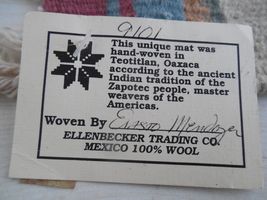 9101
This unique mat was
hand-woven in
Teotitlan, Oaxaca
according to the ancient
Indian tradition of the
Zapotec people, master
weavers of the
Americas.
Woven By
ELLENBECKER TRADING CO.
MEXICO 100% WOOL